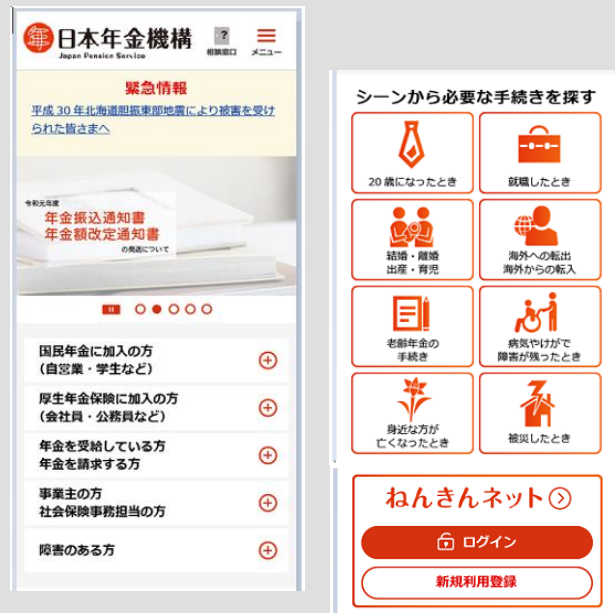 日本年金機構
Japan Pension Service
?
相談窓口
メニュー
緊急情報
平成 30 年北海道胆振東部地震により被害を受け
られた皆さまへ
令和元年度
年金振込通知書
年金額改定通知書
の発送について
国民年金に加入の方
(自営業・学生など)
厚生年金保険に加入の方
(会社員・公務員など)
年金を受給している方
年金を請求する方
事業主の方
社会保険事務担当の方
障害のある方
シーンから必要な手続きを探す
20 歳になったとき
就職したとき
結婚・離婚
出産・育児
海外への転出
海外からの転入
老齢年金の
手続き
病気やけがで
障害が残ったとき
身近な方が
亡くなったとき
被災したとき
ねんきんネット
ログイン
新規利用登録